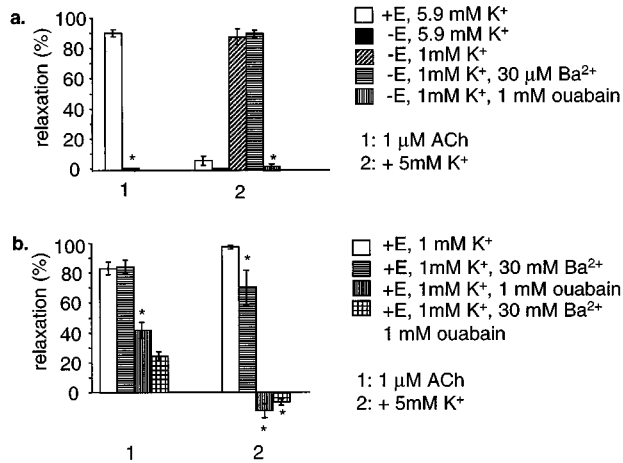 a.
relaxation (%)
100
80
60
40
20
0
*
*
1
2
+E, 5.9 mM K⁺
-E, 5.9 mM K⁺
-E, 1mM K⁺
-E, 1mM K⁺, 30 μM Ba²⁺
-E, 1mM K⁺, 1 mM ouabain
1: 1 μM ACh
2: + 5mM K⁺
b.
relaxation (%)
100
80
60
40
20
0
*
*
*
*
1
2
+E, 1 mM K⁺
+E, 1mM K⁺, 30 mM Ba²⁺
+E, 1mM K⁺, 1 mM ouabain
+E, 1mM K⁺, 30 mM Ba²⁺
1 mM ouabain
1: 1 μM ACh
2: + 5mM K⁺